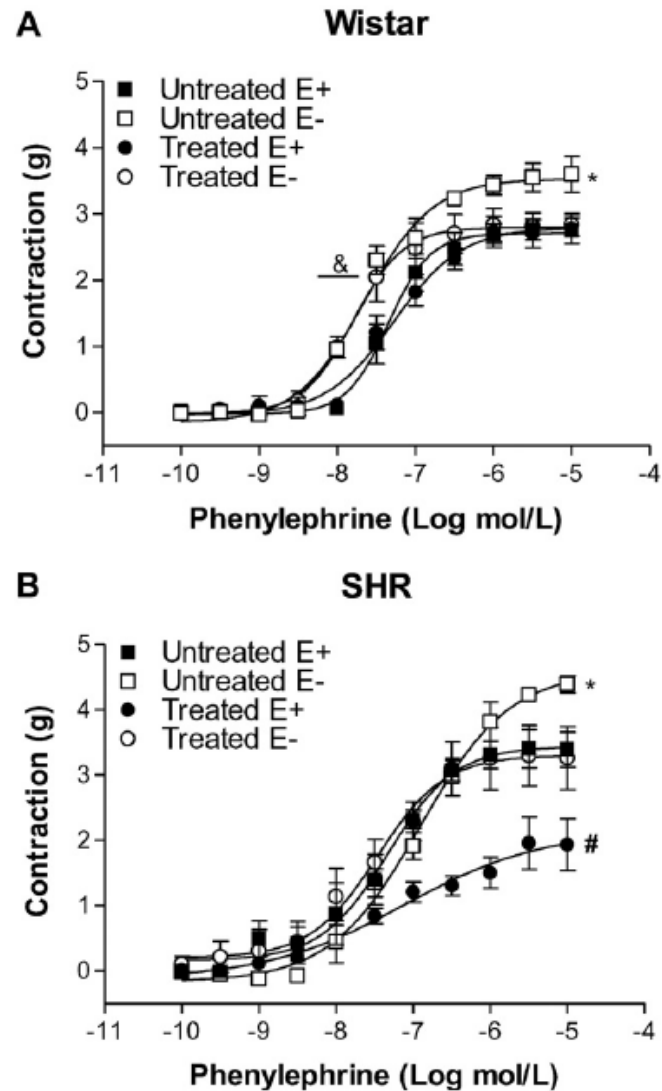 A Wistar
Untreated E+
Untreated E-
Treated E+
Treated E-
5
4
3
2
1
0
Contraction (g)
&
*
-11 -10 -9 -8 -7 -6 -5 -4
Phenylephrine (Log mol/L)
B SHR
Untreated E+
Untreated E-
Treated E+
Treated E-
5
4
3
2
1
0
Contraction (g)
*
#
-11 -10 -9 -8 -7 -6 -5 -4
Phenylephrine (Log mol/L)